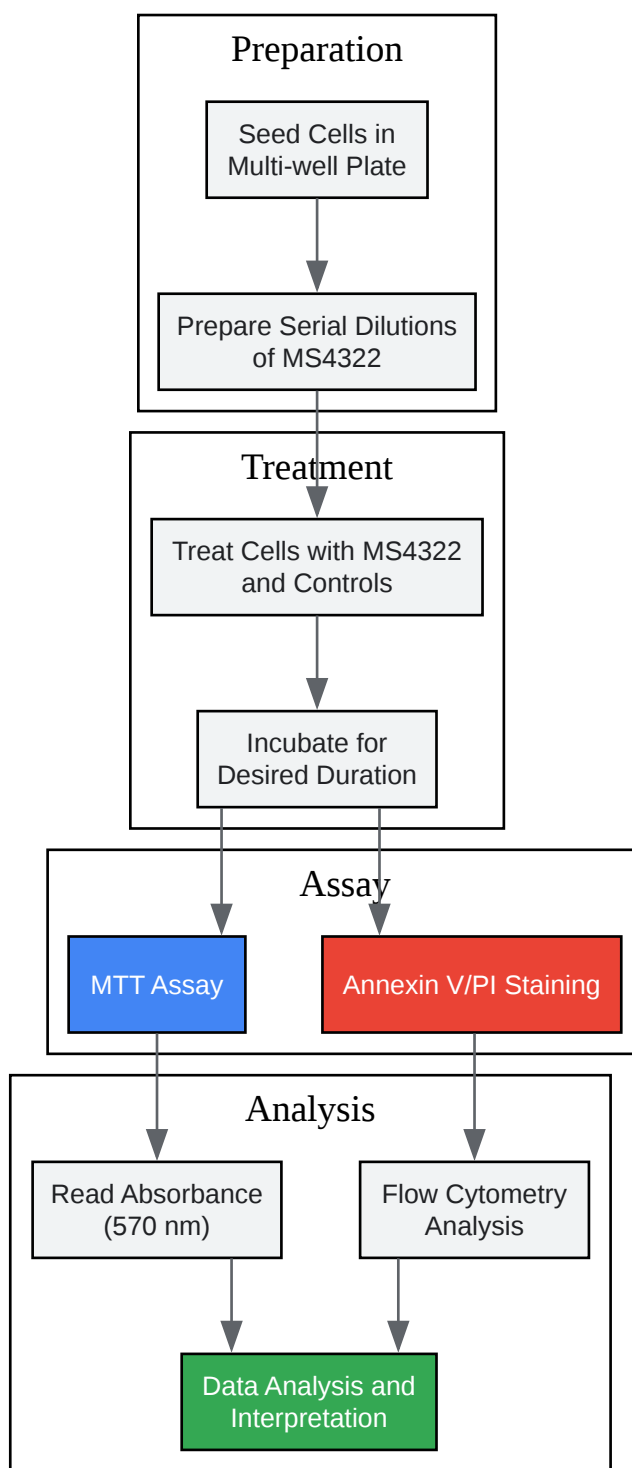 Preparation
Seed Cells in
Multi-well Plate
Prepare Serial Dilutions
of MS4322
Treatment
Treat Cells with MS4322
and Controls
Incubate for
Desired Duration
Assay
MTT Assay
Annexin V/PI Staining
Analysis
Read Absorbance
(570 nm)
Flow Cytometry
Analysis
Data Analysis and
Interpretation